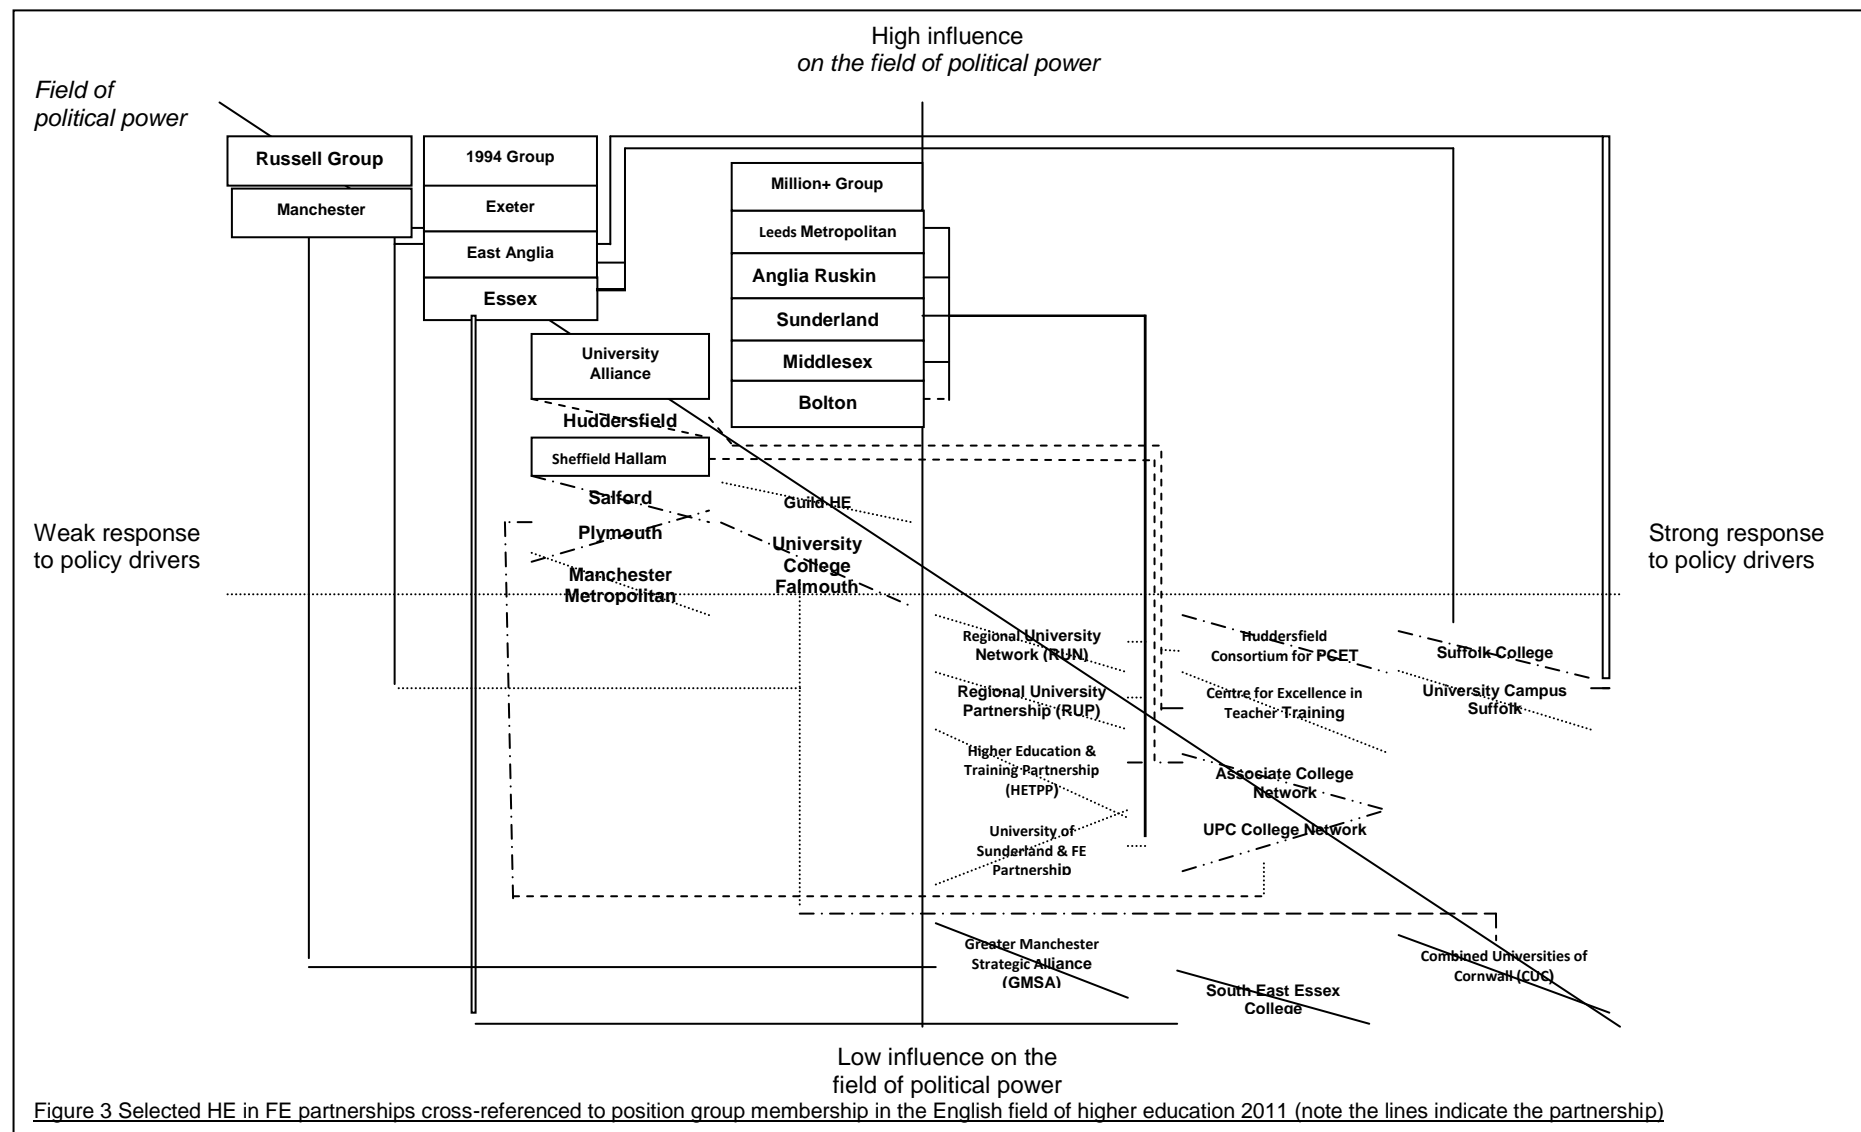 High influence
on the field of political power
Field of
political power
Russell Group
Manchester
1994 Group
Exeter
East Anglia
Essex
Million+ Group
Leeds Metropolitan
Anglia Ruskin
Sunderland
Middlesex
Bolton
University
Alliance
Huddersfield
Sheffield Hallam
Salford
Plymouth
Manchester
Metropolitan
Guild HE
University
College
Falmouth
Weak response
to policy drivers
Strong response
to policy drivers
Regional University
Network (RUN)
Regional University
Partnership (RUP)
Higher Education &
Training Partnership
(HETPP)
University of
Sunderland & FE
Partnership
Huddersfield
Consortium for PCET
Centre for Excellence in
Teacher Training
Associate College
Network
UPC College Network
Suffolk College
University Campus
Suffolk
Greater Manchester
Strategic Alliance
(GMSA)
South East Essex
College
Combined Universities of
Cornwall (CUC)
Low influence on the
field of political power
Figure 3 Selected HE in FE partnerships cross-referenced to position group membership in the English field of higher education 2011 (note the lines indicate the partnership)